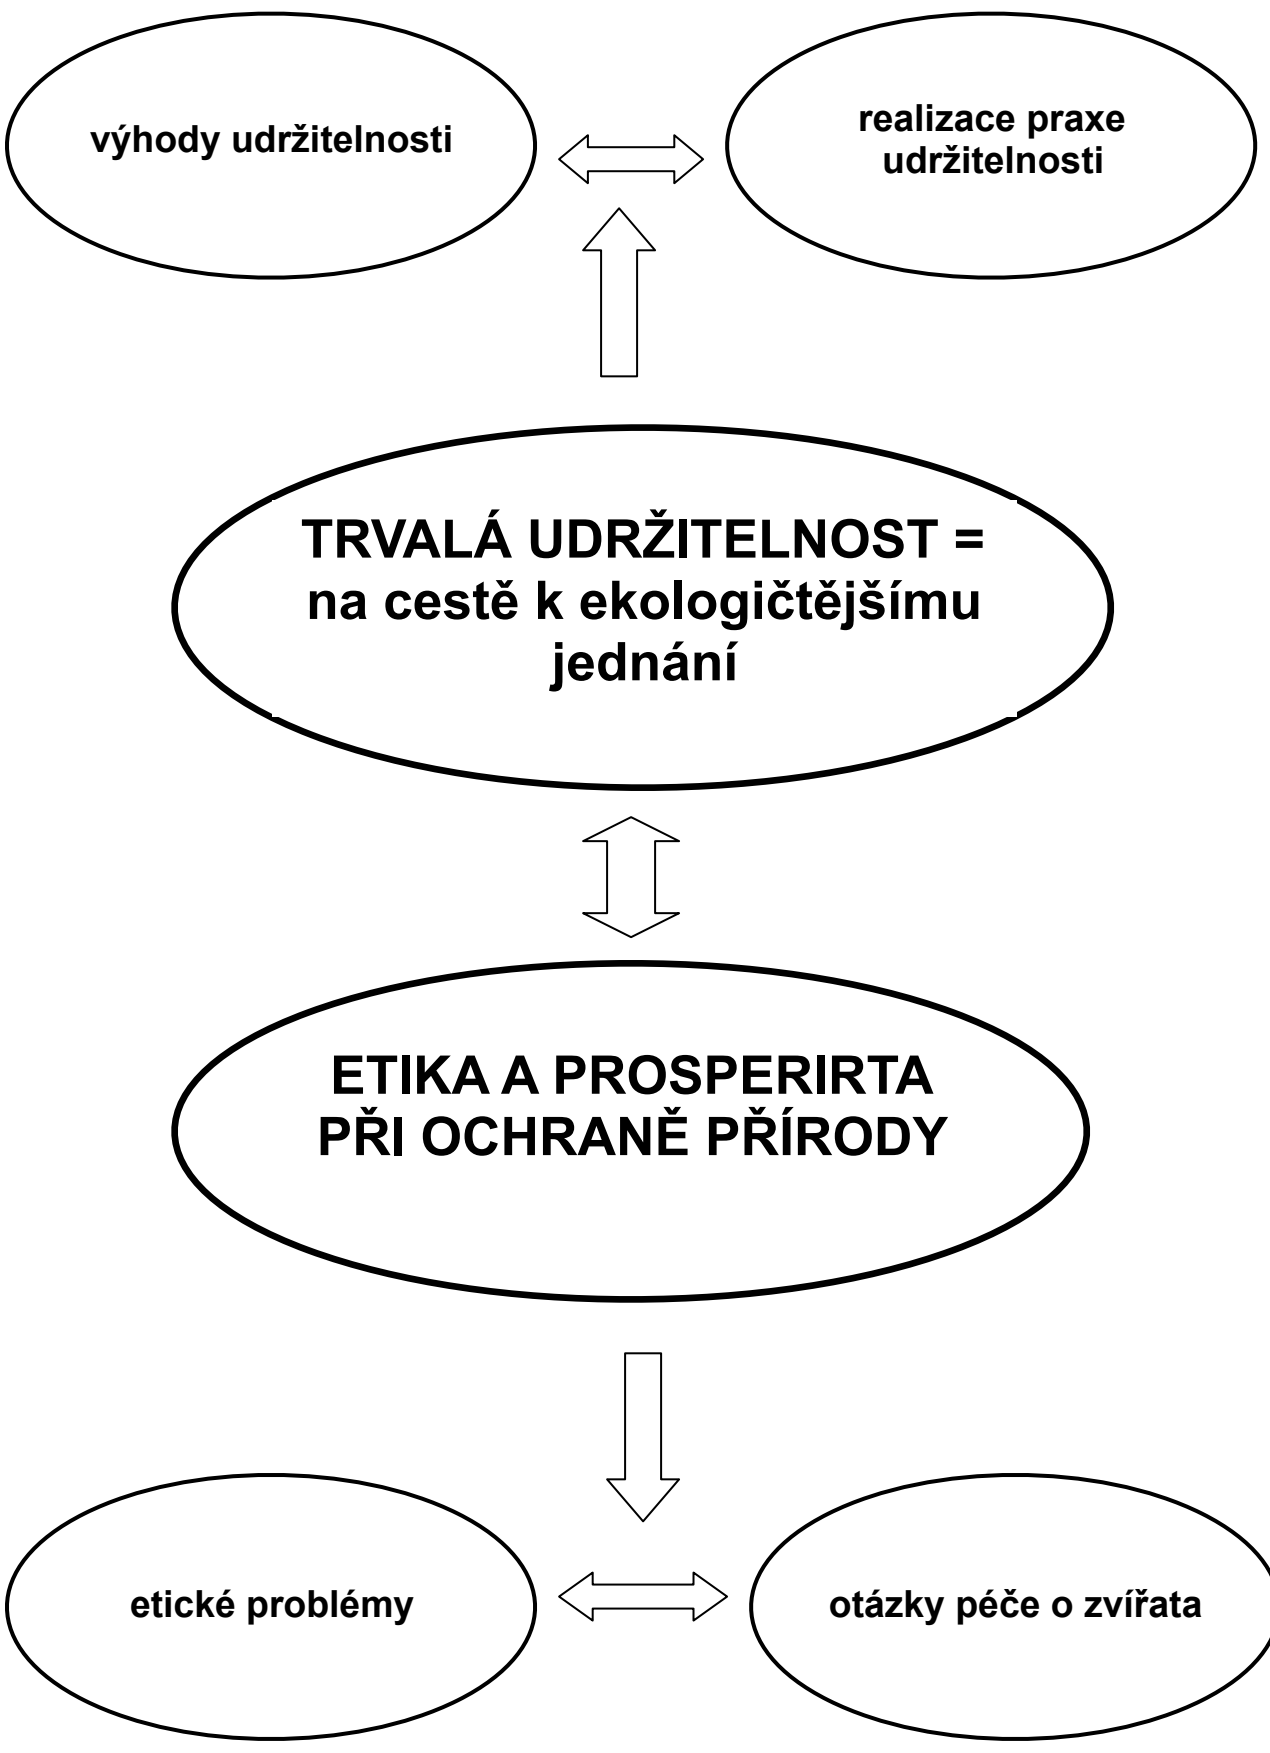 výhody udržitelnosti
realizace praxe
udržitelnosti
TRVALÁ UDRŽITELNOST =
na cestě k ekologičtějšímu
jednání
ETIKA A PROSPERIRTA
PŘI OCHRANĚ PŘÍRODY
etické problémy
otázky péče o zvířata